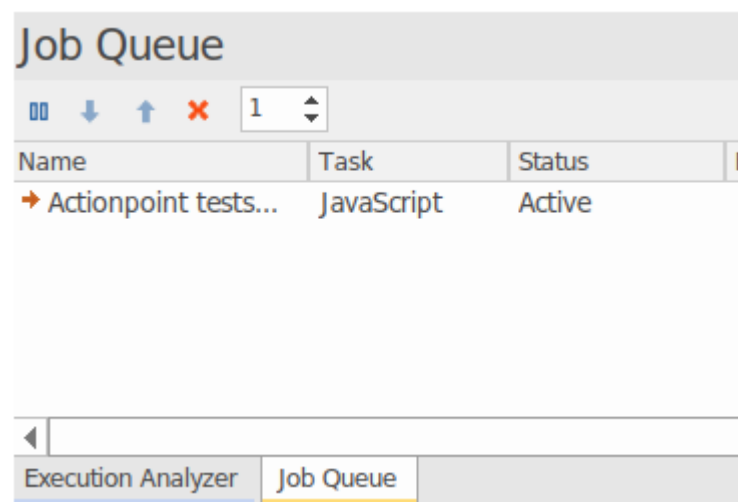 Job Queue
1
Name Task Status
Actionpoint tests... JavaScript Active
Execution Analyzer Job Queue